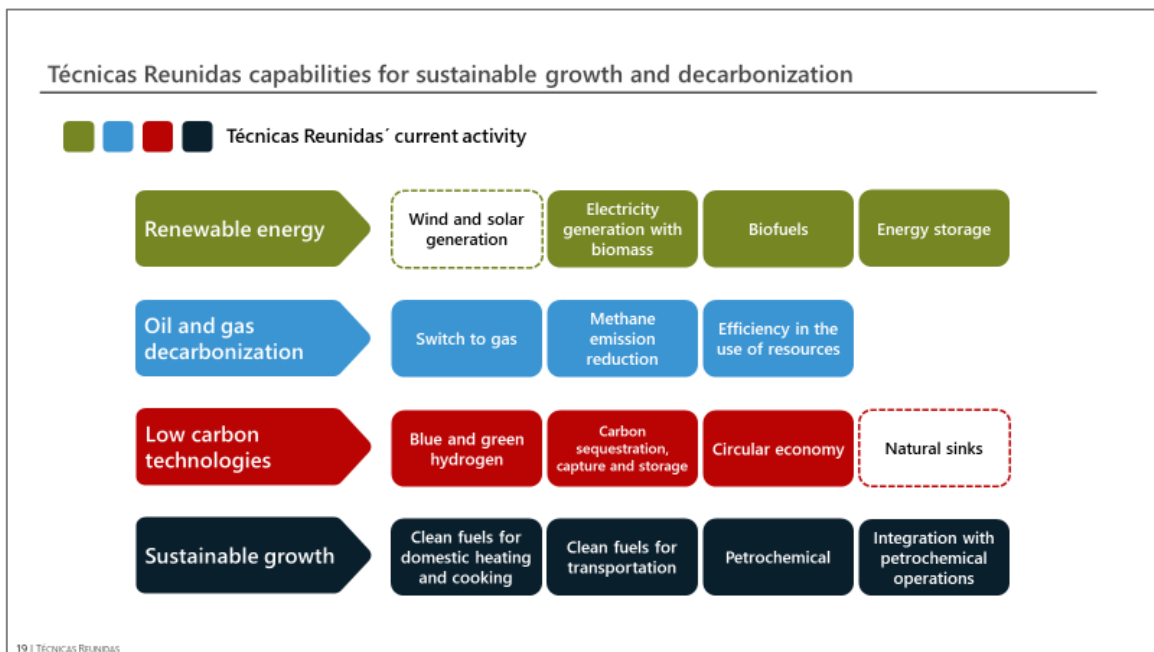 Técnicas Reunidas capabilities for sustainable growth and decarbonization
Técnicas Reunidas´ current activity
Renewable energy
Wind and solar
generation
Electricity
generation with
biomass
Biofuels
Energy storage
Oil and gas
decarbonization
Switch to gas
Methane
emission
reduction
Efficiency in the
use of resources
Low carbon
technologies
Blue and green
hydrogen
Carbon
sequestration,
capture and storage
Circular economy
Natural sinks
Sustainable growth
Clean fuels for
domestic heating
and cooking
Clean fuels for
transportation
Petrochemical
Integration with
petrochemical
operations
19 | TÉCNICAS REUNIDAS